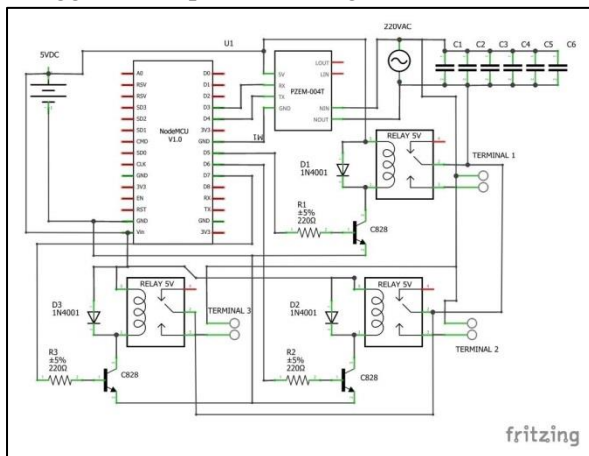 220VAC
5VDC
U1
C1 C2 C3 C4 C5 C6
A0
RSV
RSV
SD3
SD2
SD1
CMD
SD0
CLK
GND
3V3
EN
RST
GND
Vin
NodeMCU
V1.0
D0
D1
D2
D3
D4
3V3
GND
D5
D6
D7
D8
RX
TX
GND
3V3
M1
5V
RX
TX
GND
PZEM-004T
LOUT
LIN
NIN
NOUT
RELAY 5V
D1
1N4001
TERMINAL 1
R1
±5%
220Ω
C828
RELAY 5V
D3
1N4001
TERMINAL 3
R3
±5%
220Ω
C828
RELAY 5V
D2
1N4001
TERMINAL 2
R2
±5%
220Ω
C828
fritzing